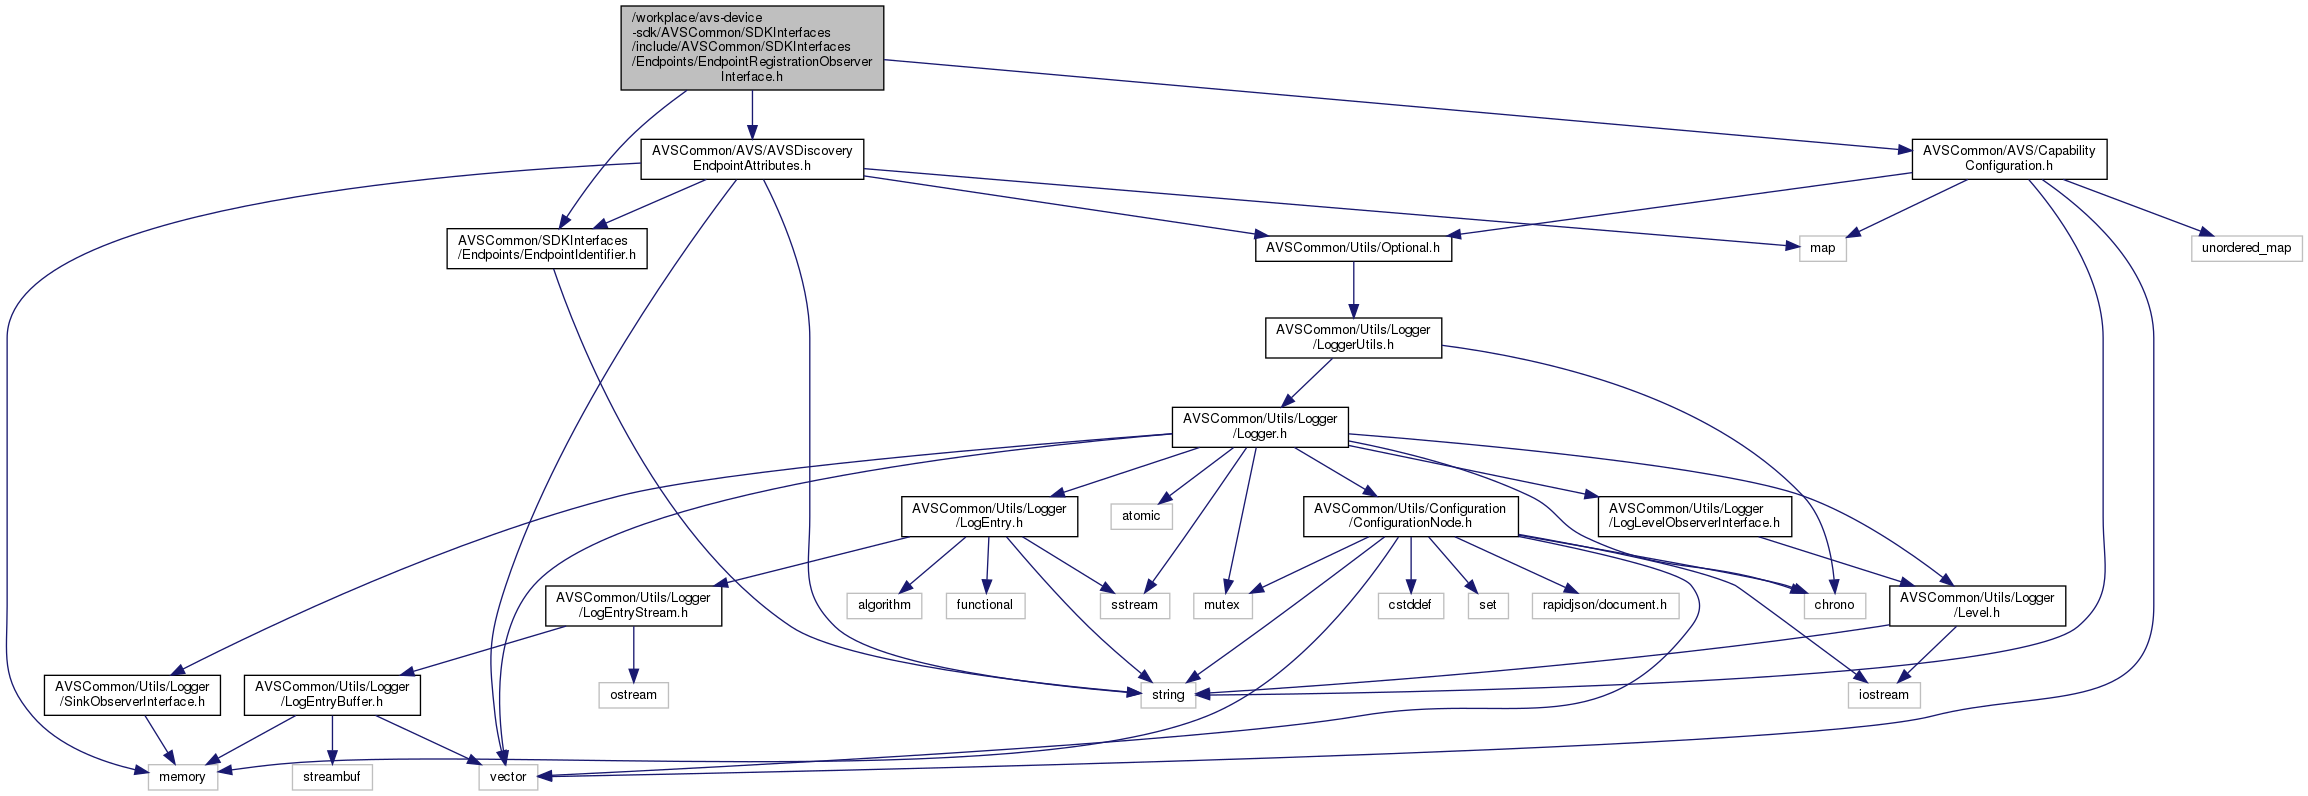 /workplace/avs-device
-sdk/AVSCommon/SDKInterfaces
/include/AVSCommon/SDKInterfaces
/Endpoints/EndpointRegistrationObserver
Interface.h
AVSCommon/AVS/AVSDiscovery
EndpointAttributes.h
AVSCommon/AVS/Capability
Configuration.h
AVSCommon/SDKInterfaces
/Endpoints/EndpointIdentifier.h
AVSCommon/Utils/Optional.h
map
unordered_map
AVSCommon/Utils/Logger
/LoggerUtils.h
AVSCommon/Utils/Logger
/Logger.h
AVSCommon/Utils/Logger
/LogEntry.h
atomic
AVSCommon/Utils/Configuration
/ConfigurationNode.h
AVSCommon/Utils/Logger
/LogLevelObserverInterface.h
AVSCommon/Utils/Logger
/LogEntryStream.h
algorithm
functional
sstream
mutex
cstddef
set
rapidjson/document.h
chrono
AVSCommon/Utils/Logger
/Level.h
AVSCommon/Utils/Logger
/SinkObserverInterface.h
AVSCommon/Utils/Logger
/LogEntryBuffer.h
ostream
string
iostream
memory
streambuf
vector